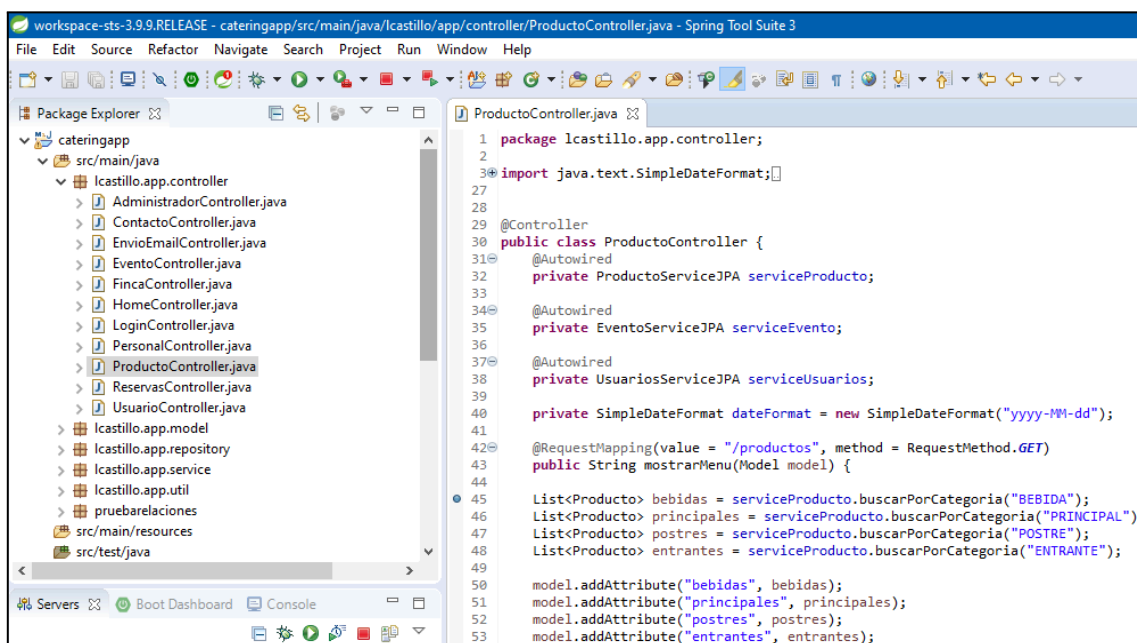 workspace-sts-3.9.9.RELEASE - cateringapp/src/main/java/lcastillo/app/controller/ProductoController.java - Spring Tool Suite 3
File Edit Source Refactor Navigate Search Project Run Window Help
Package Explorer
cateringapp
src/main/java
lcastillo.app.controller
AdministradorController.java
ContactoController.java
EnvioEmailController.java
EventoController.java
FincaController.java
HomeController.java
LoginController.java
PersonalController.java
ProductoController.java
ReservasController.java
UsuarioController.java
lcastillo.app.model
lcastillo.app.repository
lcastillo.app.service
lcastillo.app.util
pruebarelaciones
src/main/resources
src/test/java
Servers Boot Dashboard Console
ProductoController.java
1 package lcastillo.app.controller;
2
3 import java.text.SimpleDateFormat;
27
28
29 @Controller
30 public class ProductoController {
31 @Autowired
32 private ProductoServiceJPA serviceProducto;
33
34 @Autowired
35 private EventoServiceJPA serviceEvento;
36
37 @Autowired
38 private UsuariosServiceJPA serviceUsuarios;
39
40 private SimpleDateFormat dateFormat = new SimpleDateFormat("yyyy-MM-dd");
41
42 @RequestMapping(value = "/productos", method = RequestMethod.GET)
43 public String mostrarMenu(Model model) {
44
45 List<Producto> bebidas = serviceProducto.buscarPorCategoria("BEBIDA");
46 List<Producto> principales = serviceProducto.buscarPorCategoria("PRINCIPAL")
47 List<Producto> postres = serviceProducto.buscarPorCategoria("POSTRE");
48 List<Producto> entrantes = serviceProducto.buscarPorCategoria("ENTRANTE");
49
50 model.addAttribute("bebidas", bebidas);
51 model.addAttribute("principales", principales);
52 model.addAttribute("postres", postres);
53 model.addAttribute("entrantes", entrantes);